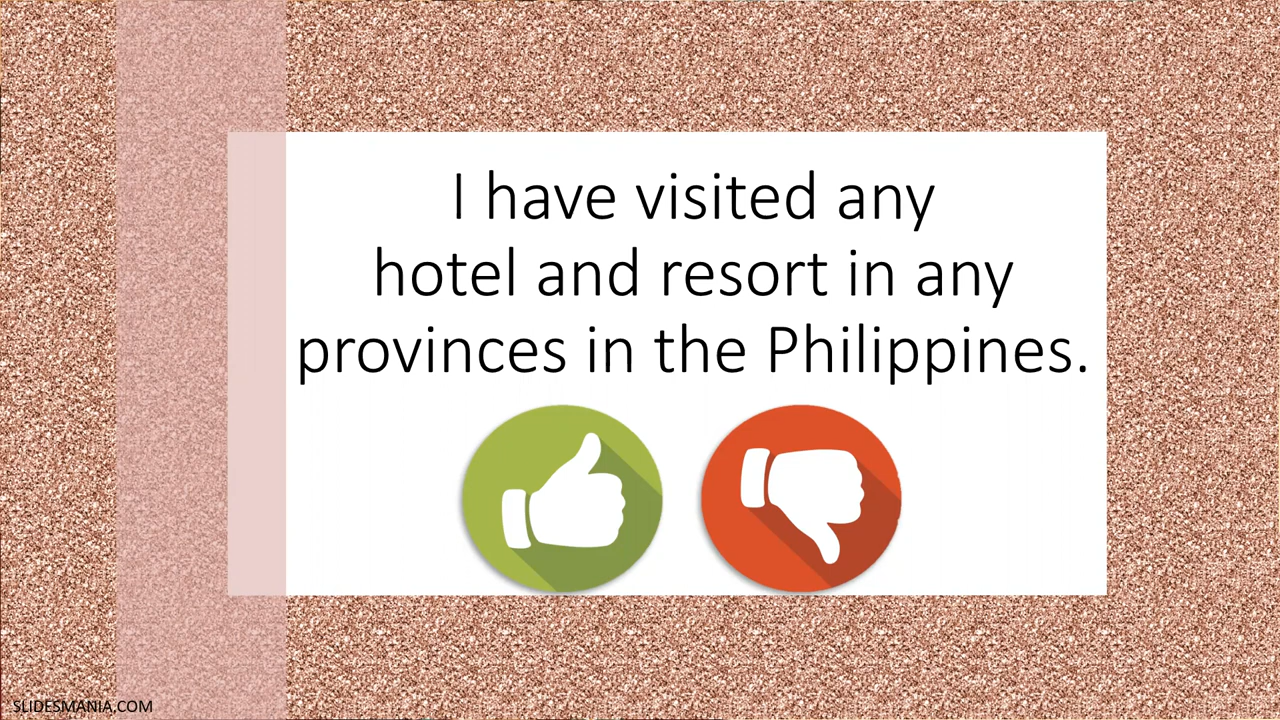 I have visited any
hotel and resort in any
provinces in the Philippines.
SLIDESMANIA.COM